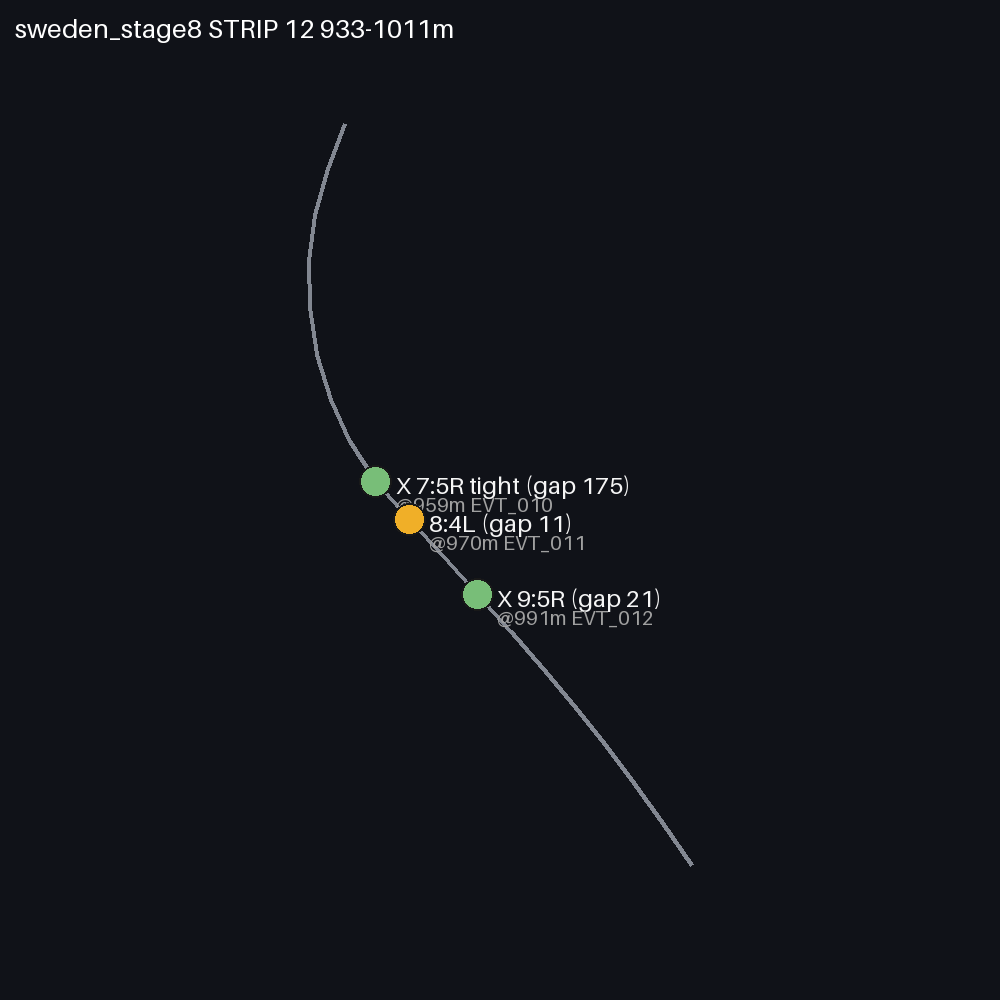 sweden_stage8 STRIP 12 933-1011m
X 7:5R tight (gap 175)
@959m EVT_010
8:4L (gap 11)
@970m EVT_011
X 9:5R (gap 21)
@991m EVT_012